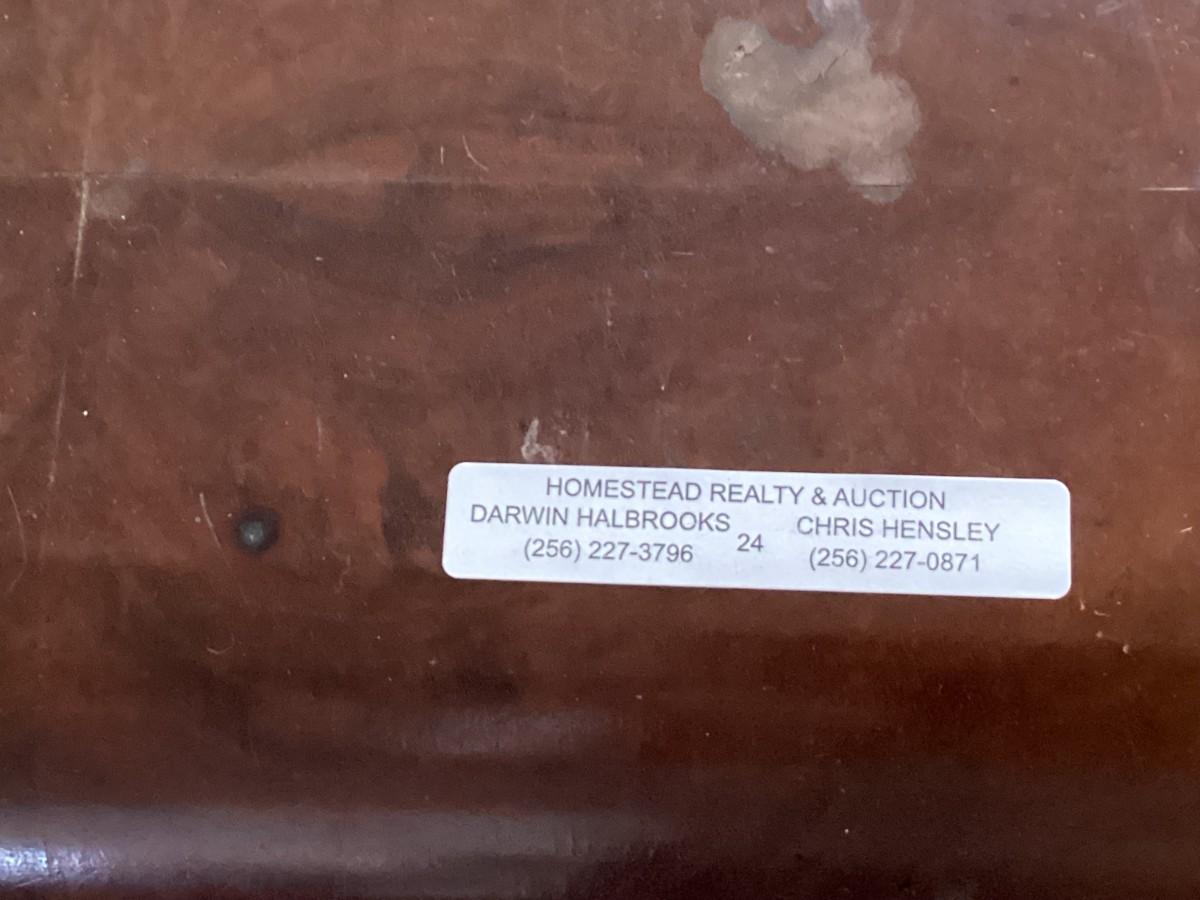 HOMESTEAD REALTY & AUCTION
DARWIN HALBROOKS CHRIS HENSLEY
(256) 227-3796 24 (256) 227-0871